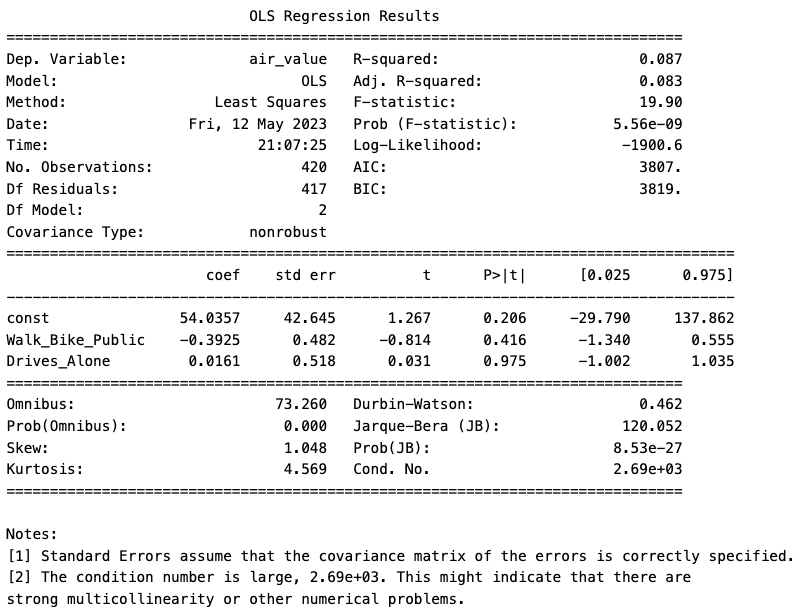 OLS Regression Results
==============================================================================
Dep. Variable: air_value R-squared: 0.087
Model: OLS Adj. R-squared: 0.083
Method: Least Squares F-statistic: 19.90
Date: Fri, 12 May 2023 Prob (F-statistic): 5.56e-09
Time: 21:07:25 Log-Likelihood: -1900.6
No. Observations: 420 AIC: 3807.
Df Residuals: 417 BIC: 3819.
Df Model: 2
Covariance Type: nonrobust
====================================================================================
coef std err t P>|t| [0.025 0.975]
------------------------------------------------------------------------------------
const 54.0357 42.645 1.267 0.206 -29.790 137.862
Walk_Bike_Public -0.3925 0.482 -0.814 0.416 -1.340 0.555
Drives_Alone 0.0161 0.518 0.031 0.975 -1.002 1.035
==============================================================================
Omnibus: 73.260 Durbin-Watson: 0.462
Prob(Omnibus): 0.000 Jarque-Bera (JB): 120.052
Skew: 1.048 Prob(JB): 8.53e-27
Kurtosis: 4.569 Cond. No. 2.69e+03
==============================================================================
Notes:
[1] Standard Errors assume that the covariance matrix of the errors is correctly specified.
[2] The condition number is large, 2.69e+03. This might indicate that there are
strong multicollinearity or other numerical problems.